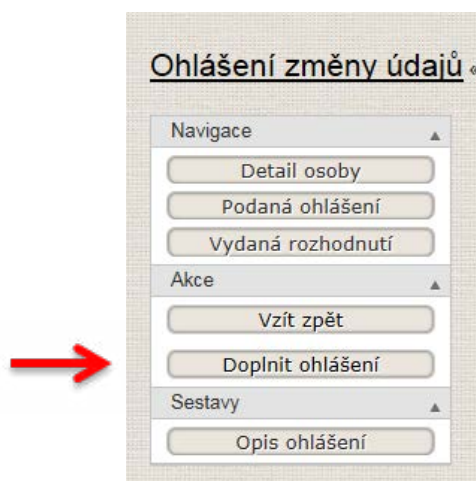 Ohlášení změny údajů «
Navigace
Detail osoby
Podaná ohlášení
Vydaná rozhodnutí
Akce
Vzít zpět
Doplnit ohlášení
Sestavy
Opis ohlášení